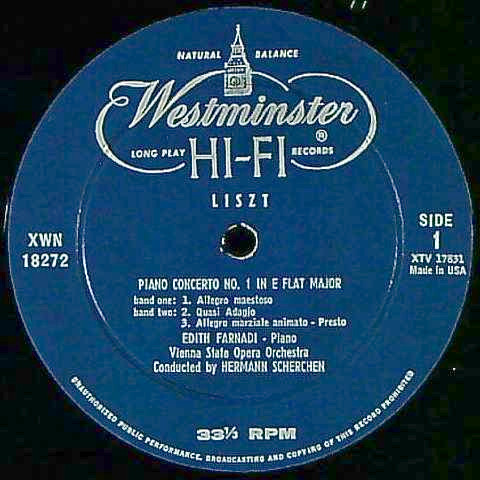 NATURAL BALANCE
Westminster ®
LONG PLAY HI-FI RECORDS
LISZT
XWN
18272
SIDE
1
XTV 17831
Made in USA
PIANO CONCERTO NO. 1 IN E FLAT MAJOR
band one: 1. Allegro maestoso
band two: 2. Quasi Adagio
3. Allegro marziale animato - Presto
EDITH FARNADI - Piano
Vienna State Opera Orchestra
Conducted by HERMANN SCHERCHEN
33⅓ RPM
UNAUTHORIZED PUBLIC PERFORMANCE, BROADCASTING AND COPYING OF THIS RECORD PROHIBITED